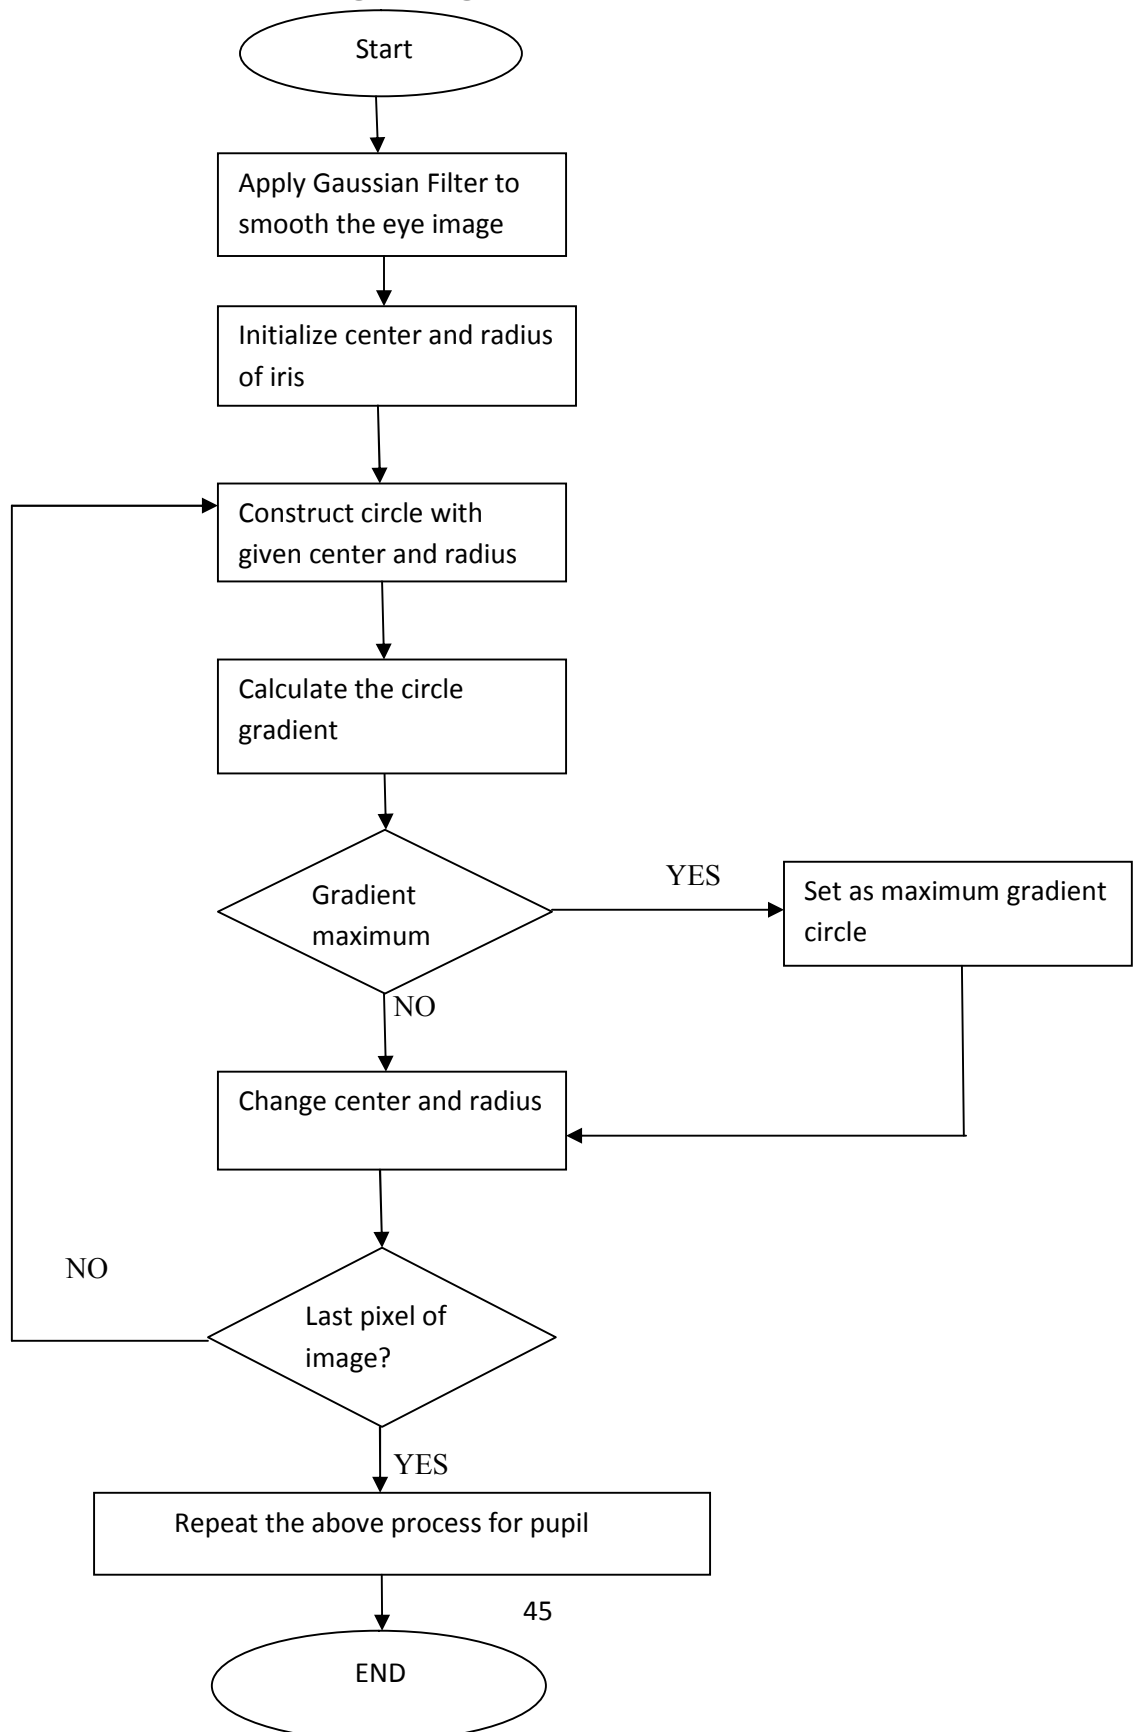 Start
Apply Gaussian Filter to
smooth the eye image
Initialize center and radius
of iris
Construct circle with
given center and radius
Calculate the circle
gradient
Gradient
maximum
YES
Set as maximum gradient
circle
NO
Change center and radius
NO
Last pixel of
image?
YES
Repeat the above process for pupil
45
END